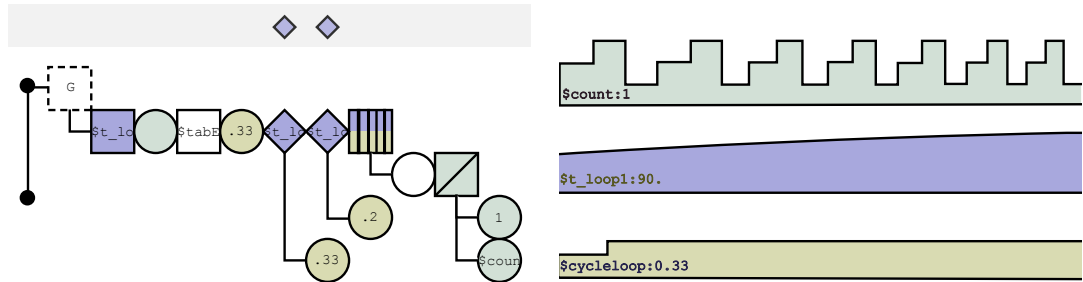 G
$t_lo
$tabE
.33
$t_lo
$t_lo
.2
1
.33
$coun
$count:1
$t_loop1:90.
$cycleloop:0.33